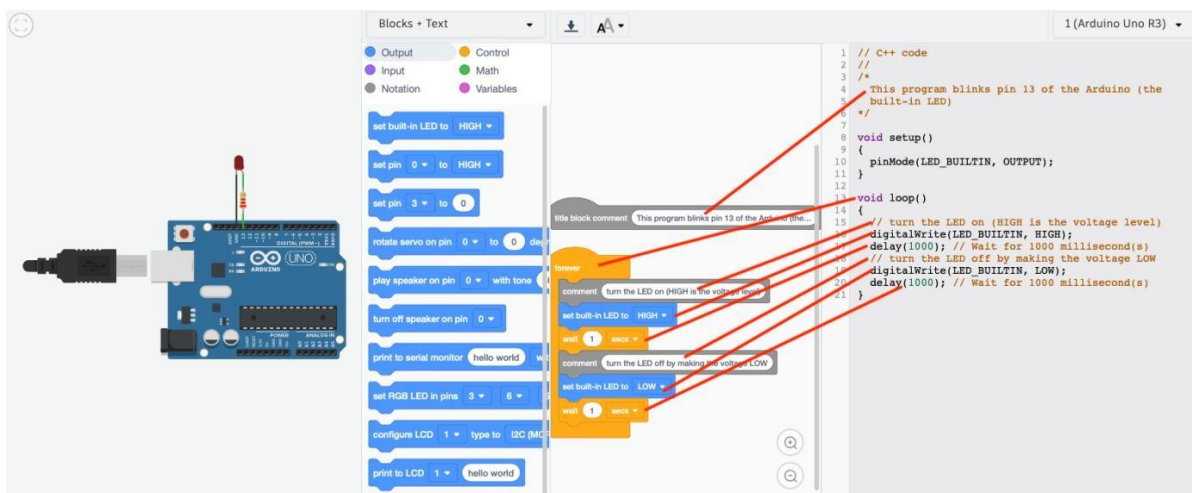 Blocks + Text
1 (Arduino Uno R3)
Output
Control
Input
Math
Notation
Variables
set built-in LED to HIGH
set pin 0 to HIGH
set pin 3 to 0
rotate servo on pin 0 to 0
play speaker on pin 0 with tone
turn off speaker on pin 0
print to serial monitor hello world
set RGB LED in pins 3 6
configure LCD 1 type to I2C
print to LCD 1 hello world
DIGITAL (PWM~)
UNO
ARDUINO
POWER
ANALOG IN
title block comment This program blinks pin 13 of the Arduino (the...
forever
comment turn the LED on (HIGH is the voltage level)
set built-in LED to HIGH
wait 1 secs
comment turn the LED off by making the voltage LOW
set built-in LED to LOW
wait 1 secs
1 // C++ code
2 //
3 /*
4 This program blinks pin 13 of the Arduino (the
5 built-in LED)
6 */
7
8 void setup()
9 {
10 pinMode(LED_BUILTIN, OUTPUT);
11 }
12
13 void loop()
14 {
15 // turn the LED on (HIGH is the voltage level)
16 digitalWrite(LED_BUILTIN, HIGH);
17 delay(1000); // Wait for 1000 millisecond(s)
18 // turn the LED off by making the voltage LOW
19 digitalWrite(LED_BUILTIN, LOW);
20 delay(1000); // Wait for 1000 millisecond(s)
21 }